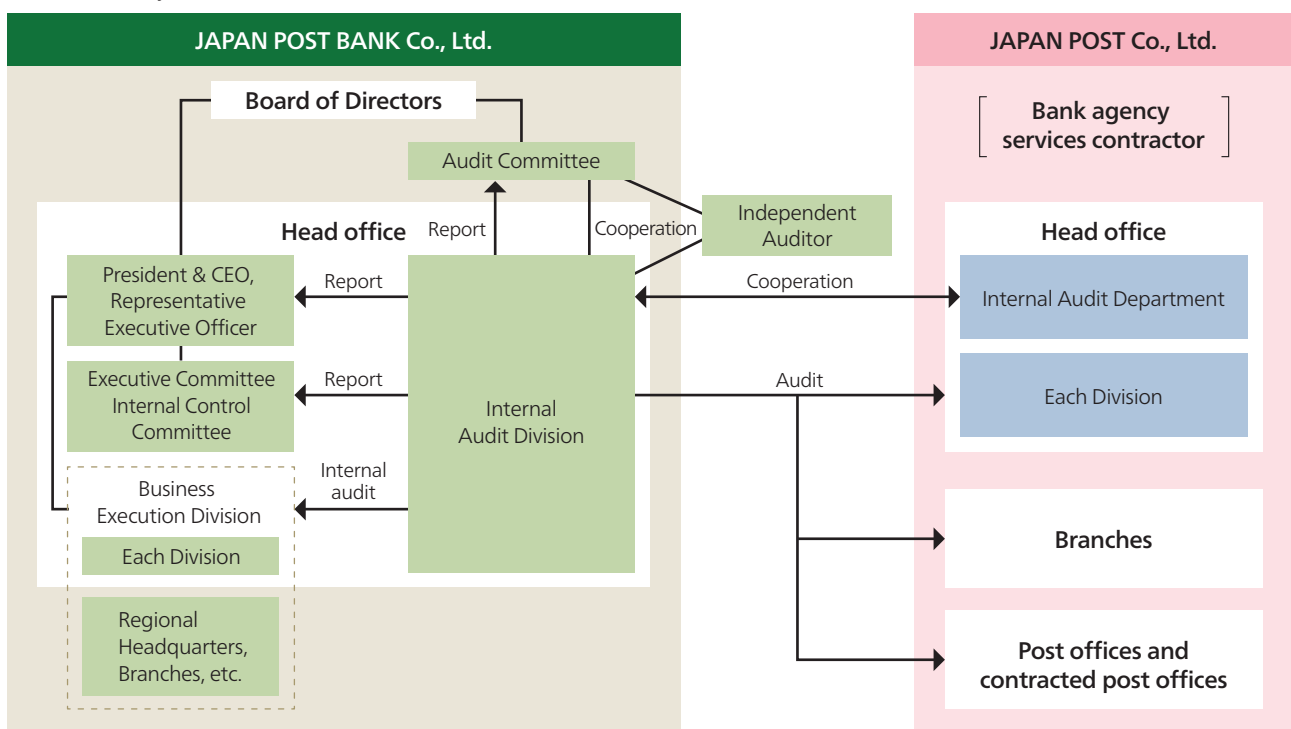 JAPAN POST BANK Co., Ltd.
Board of Directors
Audit Committee
Independent
Auditor
Head office
Report
Cooperation
President & CEO,
Representative
Executive Officer
Report
Executive Committee
Internal Control
Committee
Report
Internal
Audit Division
Internal
audit
Business
Execution Division
Each Division
Regional
Headquarters,
Branches, etc.
Cooperation
Audit
JAPAN POST Co., Ltd.
Bank agency
services contractor
Head office
Internal Audit Department
Each Division
Branches
Post offices and
contracted post offices